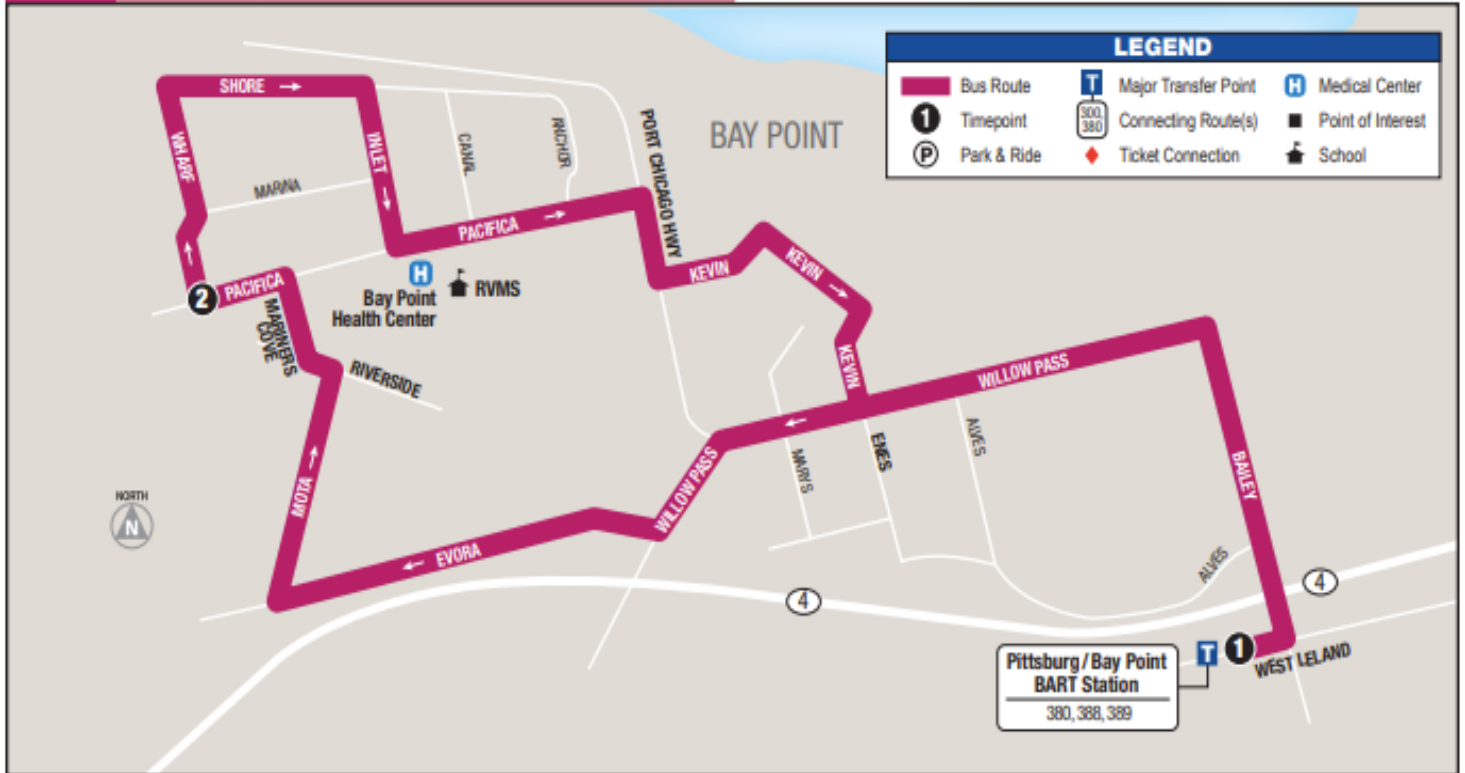 LEGEND
Bus Route
T
Major Transfer Point
H
Medical Center
1
Timepoint
300,
380
Connecting Route(s)
Point of Interest
P
Park & Ride
Ticket Connection
School
BAY POINT
SHORE
WHARF
INLET
MARINA
CANAL
ANCHOR
PORT CHICAGO HWY
PACIFICA
PACIFICA
2
H
Bay Point
Health Center
RVMS
MARINERS
COVE
RIVERSIDE
KEVIN
KEVIN
KEVIN
WILLOW PASS
WILLOW PASS
MARYS
ENES
ALVES
BAILEY
MOTA
NORTH
N
EVORA
ALVES
4
4
T
1
WEST LELAND
Pittsburg/Bay Point
BART Station
380, 388, 389